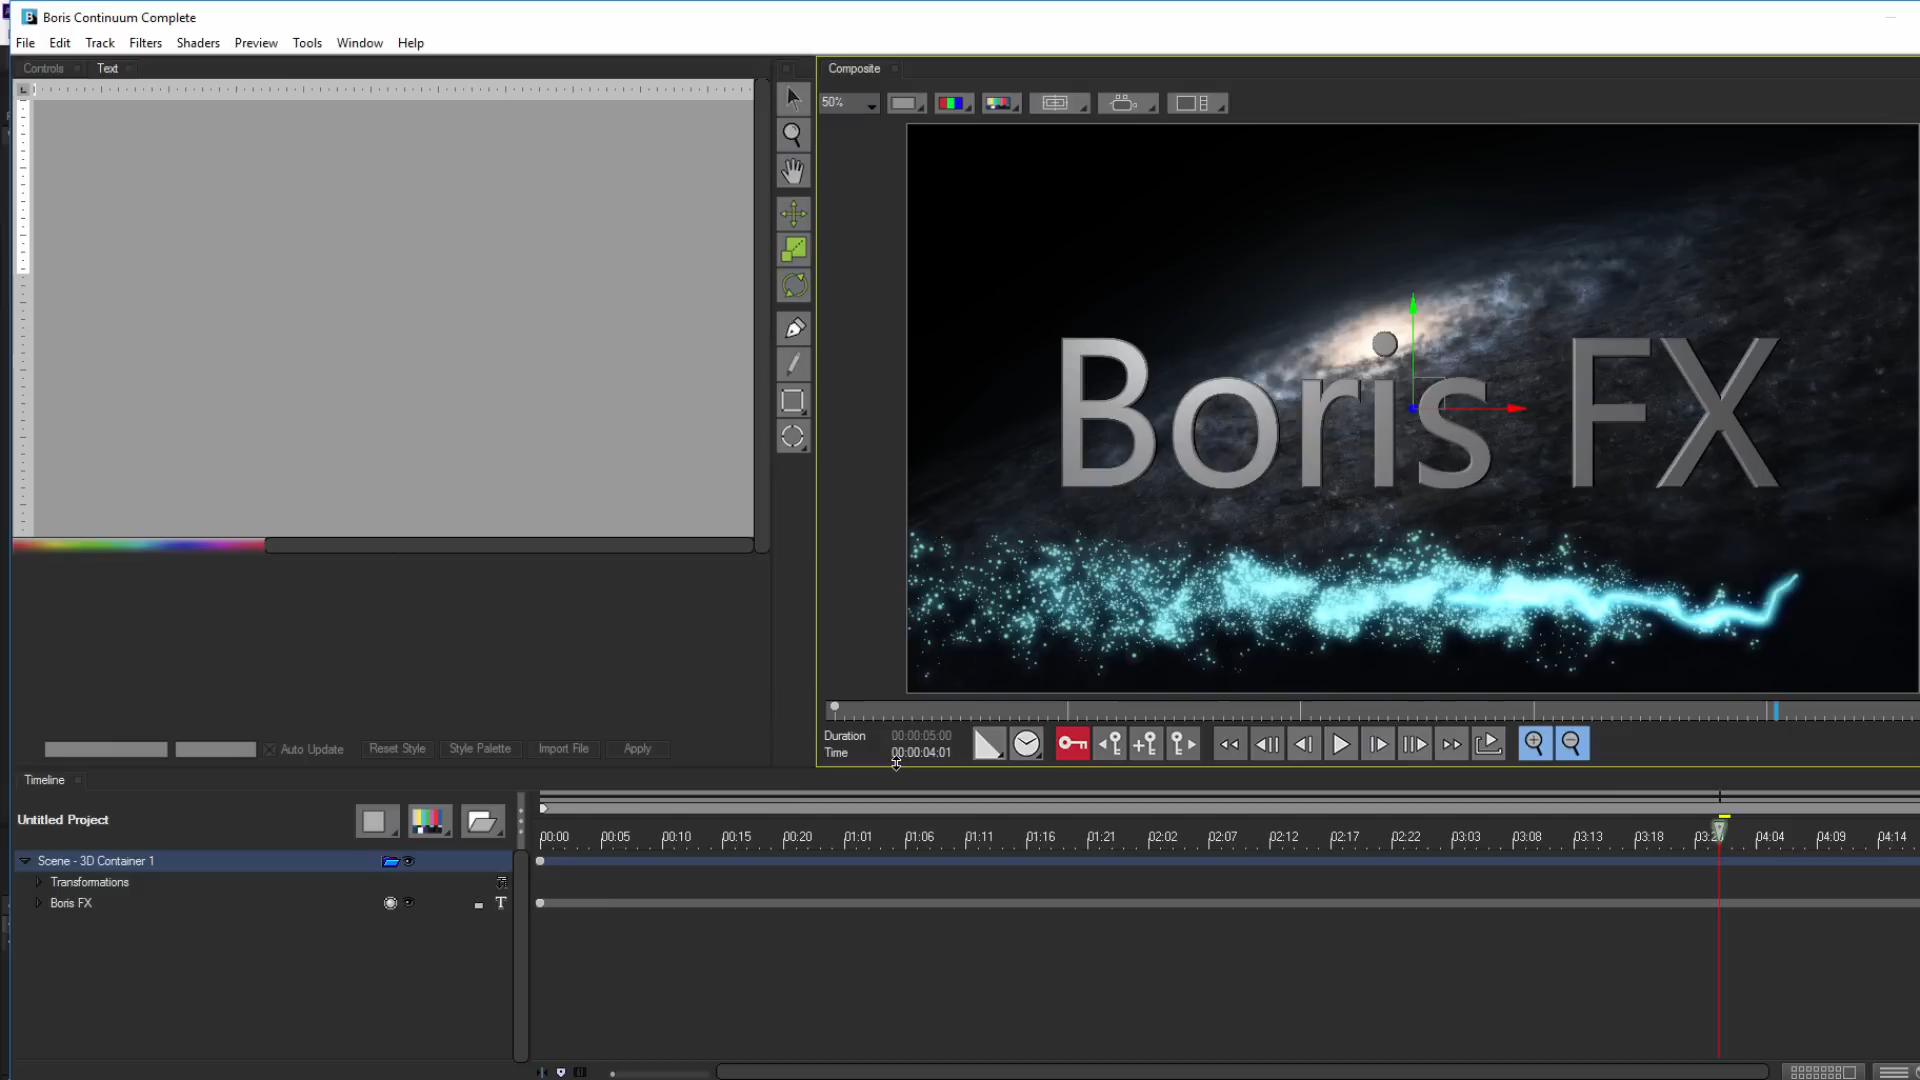 Boris Continuum Complete
File Edit Track Filters Shaders Preview Tools Window Help
Controls Text
Composite
50%
Boris FX
Auto Update Reset Style Style Palette Import File Apply
Duration 00:00:05:00
Time 00:00:04:01
Timeline
Untitled Project
00:00 00:05 00:10 00:15 00:20 01:01 01:06 01:11 01:16 01:21 02:02 02:07 02:12 02:17 02:22 03:03 03:08 03:13 03:18 04:04 04:09 04:14
Scene - 3D Container 1
Transformations
Boris FX T